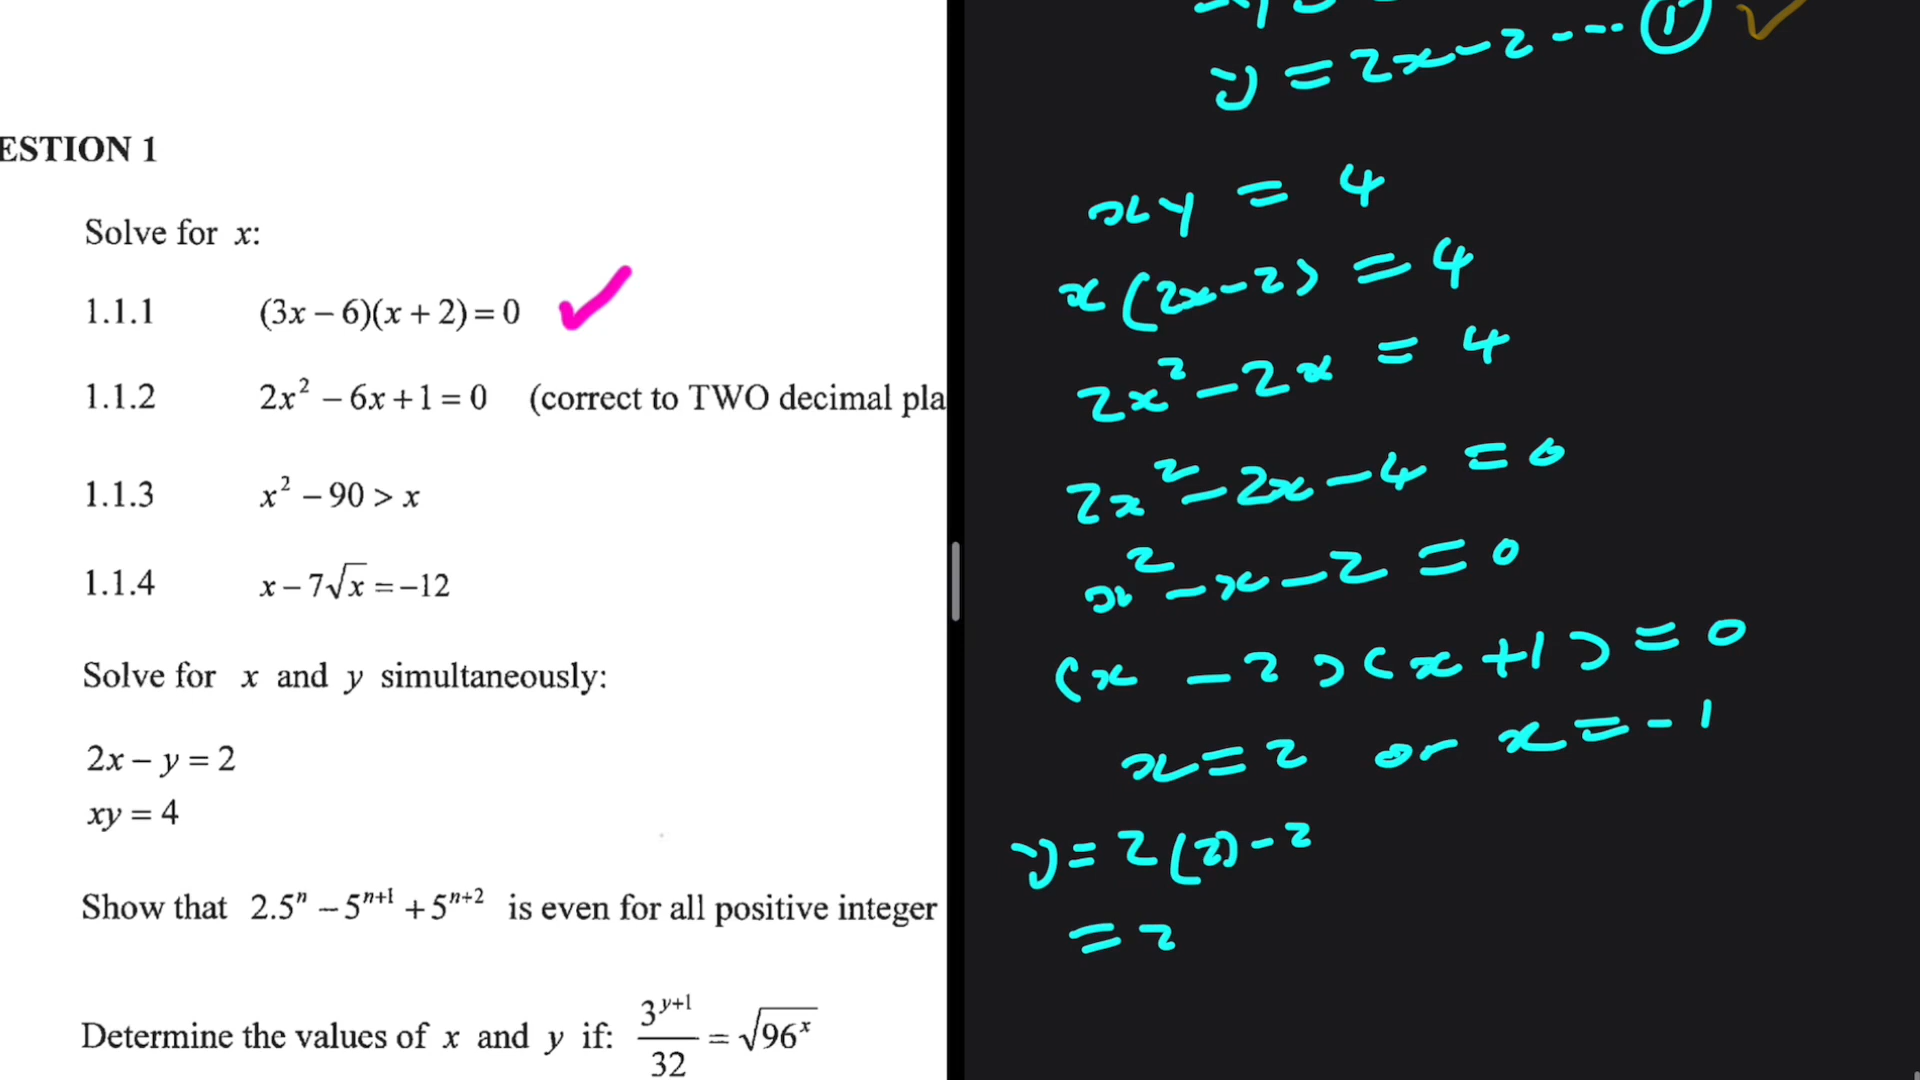 ESTION 1
Solve for x:
1.1.1 (3x − 6)(x + 2) = 0
1.1.2 2x² − 6x + 1 = 0 (correct to TWO decimal pla
1.1.3 x² − 90 > x
1.1.4 x − 7√x = −12
Solve for x and y simultaneously:
2x − y = 2
xy = 4
Show that 2.5ⁿ − 5ⁿ⁺¹ + 5ⁿ⁺² is even for all positive integer
Determine the values of x and y if: 3^(y+1)/32 = √96^x
y = 2x − 2 --- ①
xy = 4
x(2x − 2) = 4
2x² − 2x = 4
2x² − 2x − 4 = 0
x² − x − 2 = 0
(x − 2)(x + 1) = 0
x = 2 or x = −1
y = 2(2) − 2
= 2